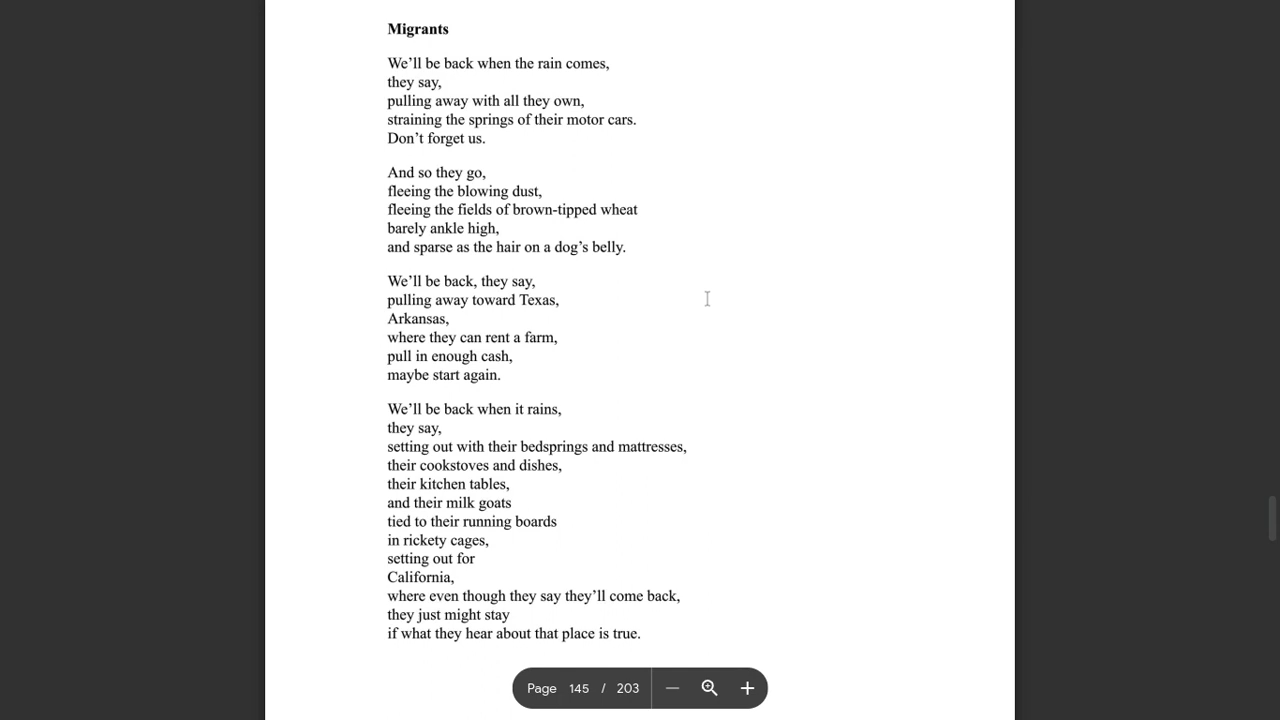 Migrants
We’ll be back when the rain comes,
they say,
pulling away with all they own,
straining the springs of their motor cars.
Don’t forget us.
And so they go,
fleeing the blowing dust,
fleeing the fields of brown-tipped wheat
barely ankle high,
and sparse as the hair on a dog’s belly.
We’ll be back, they say,
pulling away toward Texas,
Arkansas,
where they can rent a farm,
pull in enough cash,
maybe start again.
We’ll be back when it rains,
they say,
setting out with their bedsprings and mattresses,
their cookstoves and dishes,
their kitchen tables,
and their milk goats
tied to their running boards
in rickety cages,
setting out for
California,
where even though they say they’ll come back,
they just might stay
if what they hear about that place is true.
Page 145 / 203